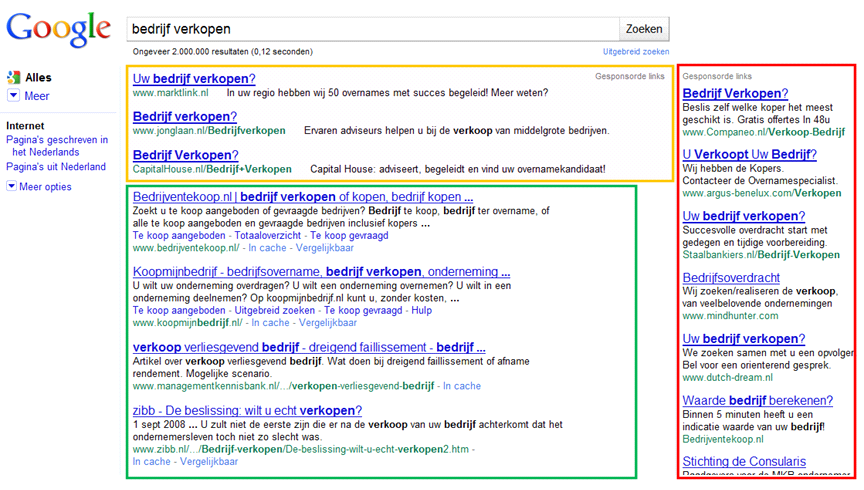 Google
bedrijf verkopen
Zoeken
Ongeveer 2.000.000 resultaten (0,12 seconden)
Uitgebreid zoeken
Alles
Meer
Internet
Pagina's geschreven in
het Nederlands
Pagina's uit Nederland
Meer opties
Gesponsorde links
Uw bedrijf verkopen?
www.marktlink.nl In uw regio hebben wij 50 overnames met succes begeleid! Meer weten?
Bedrijf verkopen?
www.jonglaan.nl/Bedrijfverkopen Ervaren adviseurs helpen u bij de verkoop van middelgrote bedrijven.
Bedrijf Verkopen?
CapitalHouse.nl/Bedrijf+Verkopen Capital House: adviseert, begeleidt en vind uw overnamekandidaat!
Bedrijventekoop.nl | bedrijf verkopen of kopen, bedrijf kopen ...
Zoekt u te koop aangeboden of gevraagde bedrijven? Bedrijf te koop, bedrijf ter overname, of
alle te koop aangeboden en gevraagde bedrijven inclusief kopers ...
Te koop aangeboden - Totaaloverzicht - Te koop gevraagd
www.bedrijventekoop.nl/ - In cache - Vergelijkbaar
Koopmijnbedrijf - bedrijfsovername, bedrijf verkopen, onderneming ...
U wilt uw onderneming overdragen? U wilt een onderneming overnemen? U wilt in een
onderneming deelnemen? Op koopmijnbedrijf.nl kunt u, zonder kosten, ...
Te koop aangeboden - Uitgebreid zoeken - Te koop gevraagd - Hulp
www.koopmijnbedrijf.nl/ - In cache - Vergelijkbaar
verkoop verliesgevend bedrijf - dreigend faillissement - bedrijf ...
Artikel over verkoop verliesgevend bedrijf. Wat doen bij dreigend faillissement of afname
rendement. Mogelijke scenario.
www.managementkennisbank.nl/.../verkopen-verliesgevend-bedrijf - In cache
zibb - De beslissing: wilt u echt verkopen?
1 sept 2008 ... U zult niet de eerste zijn die er na de verkoop van uw bedrijf achterkomt dat het
ondernemersleven toch niet zo slecht was.
www.zibb.nl/.../Bedrijf-verkopen/De-beslissing-wilt-u-echt-verkopen2.htm -
In cache - Vergelijkbaar
Gesponsorde links
Bedrijf Verkopen?
Beslis zelf welke koper het meest
geschikt is. Gratis offertes In 48u
www.Companeo.nl/Verkoop-Bedrijf
U Verkoopt Uw Bedrijf?
Wij hebben de Kopers.
Contacteer de Overnamespecialist.
www.argus-benelux.com/Verkopen
Uw bedrijf verkopen?
Succesvolle overdracht start met
gedegen en tijdige voorbereiding.
Staalbankiers.nl/Bedrijf-Verkopen
Bedrijfsoverdracht
Wij zoeken/realiseren de verkoop,
van veelbelovende ondernemingen
www.mindhunter.com
Uw bedrijf verkopen?
We zoeken samen met u een opvolger
Bel voor een orienterend gesprek.
www.dutch-dream.nl
Waarde bedrijf berekenen?
Binnen 5 minuten heeft u een
indicatie waarde van uw bedrijf!
Bedrijventekoop.nl
Stichting de Consularis